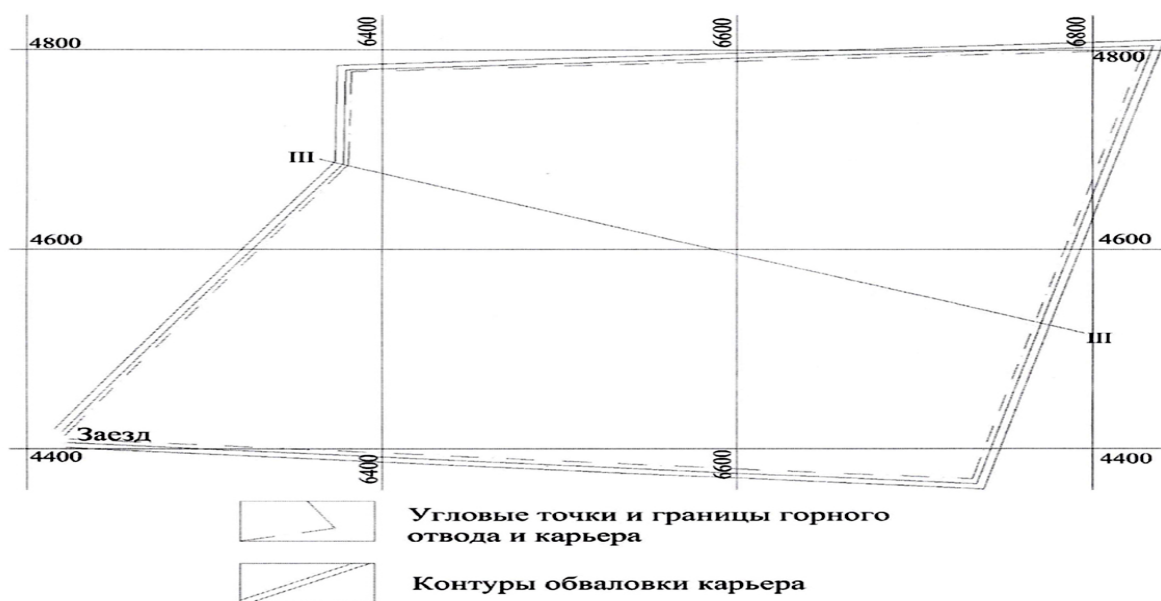 6400
6600
6800
4800
4800
III
4600
4600
III
Заезд
4400
6400
6600
4400
Угловые точки и границы горного
отвода и карьера
Контуры обваловки карьера